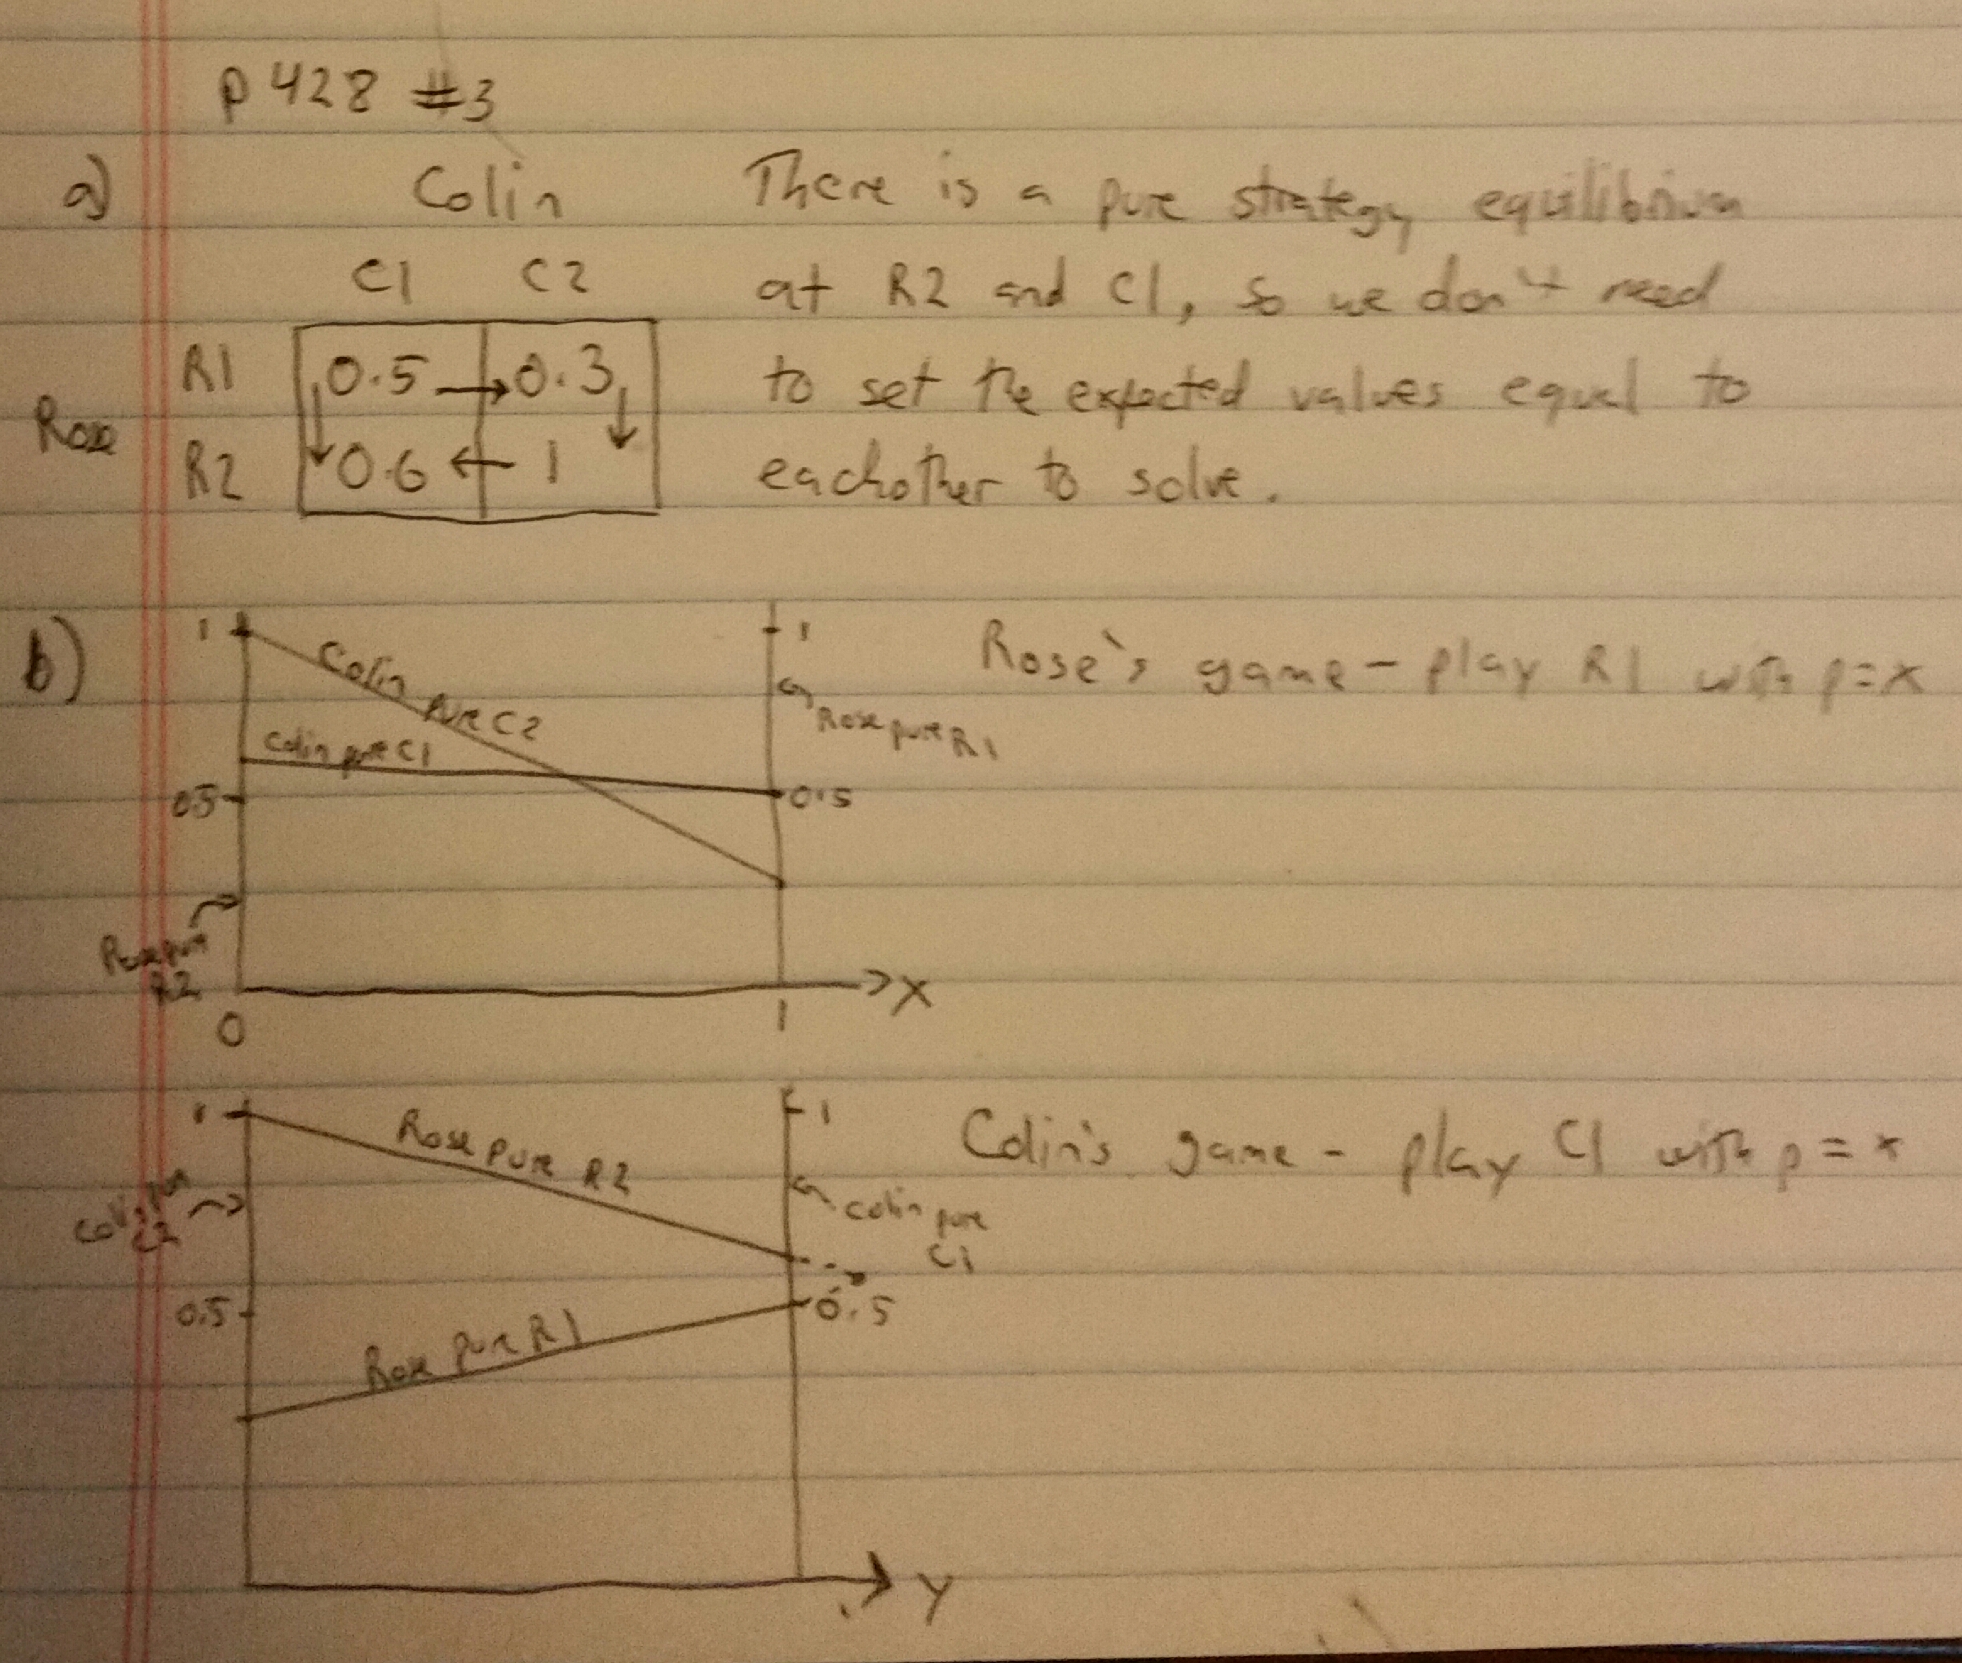 p 428 #3
a) Colin There is a pure strategy equilibrium
C1 C2 at R2 and C1, so we don't need
R1 0.5 → 0.3 to set the expected values equal to
Rose
R2 0.6 ← 1 eachother to solve.
b) 1 Colin pure C2 1 Rose's game - play R1 with p=x
Colin pure C1 Rose pure R1
0.5 0.5
Rose pure
R2
→ X
0 1
1 Rose pure R2 1 Colin's game - play C1 with p = x
Colin pure
C2
Colin pure
C1
0.5 0.5
Rose pure R1
→ Y